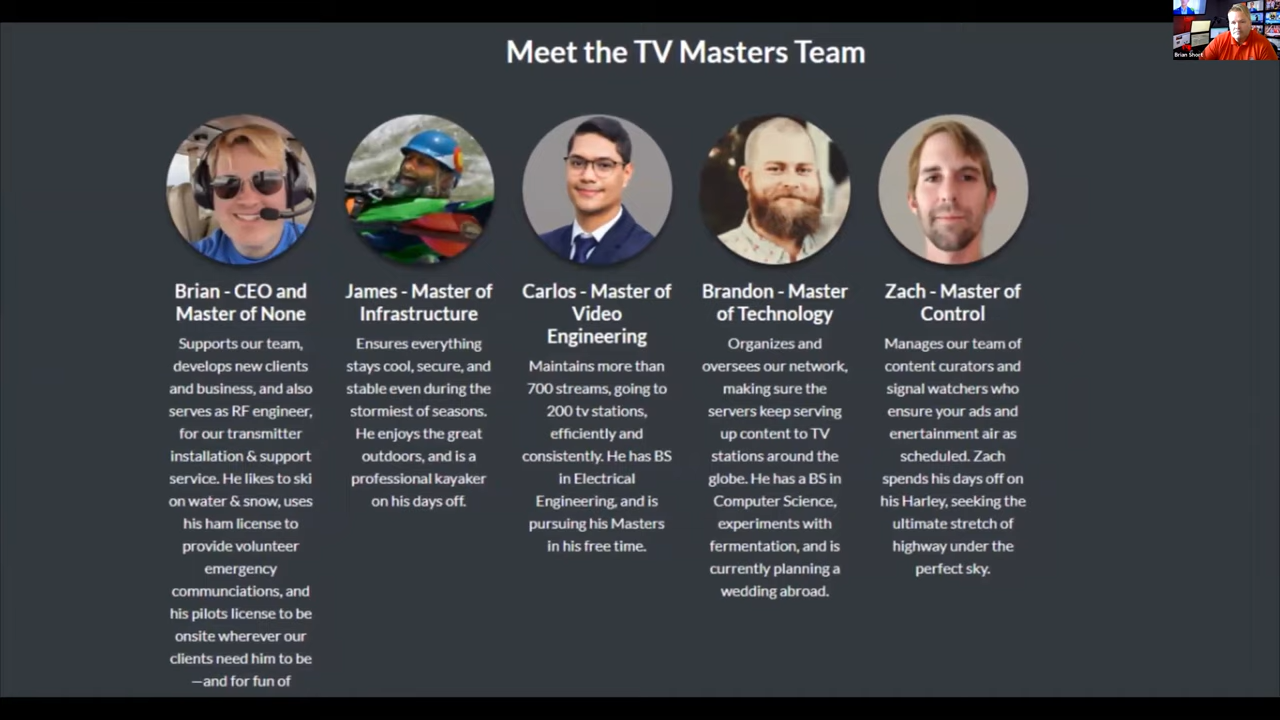 Meet the TV Masters Team
Brian - CEO and
Master of None
Supports our team,
develops new clients
and business, and also
serves as RF engineer,
for our transmitter
installation & support
service. He likes to ski
on water & snow, uses
his ham license to
provide volunteer
emergency
communciations, and
his pilots license to be
onsite wherever our
clients need him to be
—and for fun of
James - Master of
Infrastructure
Ensures everything
stays cool, secure, and
stable even during the
stormiest of seasons.
He enjoys the great
outdoors, and is a
professional kayaker
on his days off.
Carlos - Master of
Video
Engineering
Maintains more than
700 streams, going to
200 tv stations,
efficiently and
consistently. He has BS
in Electrical
Engineering, and is
pursuing his Masters
in his free time.
Brandon - Master
of Technology
Organizes and
oversees our network,
making sure the
servers keep serving
up content to TV
stations around the
globe. He has a BS in
Computer Science,
experiments with
fermentation, and is
currently planning a
wedding abroad.
Zach - Master of
Control
Manages our team of
content curators and
signal watchers who
ensure your ads and
enertainment air as
scheduled. Zach
spends his days off on
his Harley, seeking the
ultimate stretch of
highway under the
perfect sky.
Brian